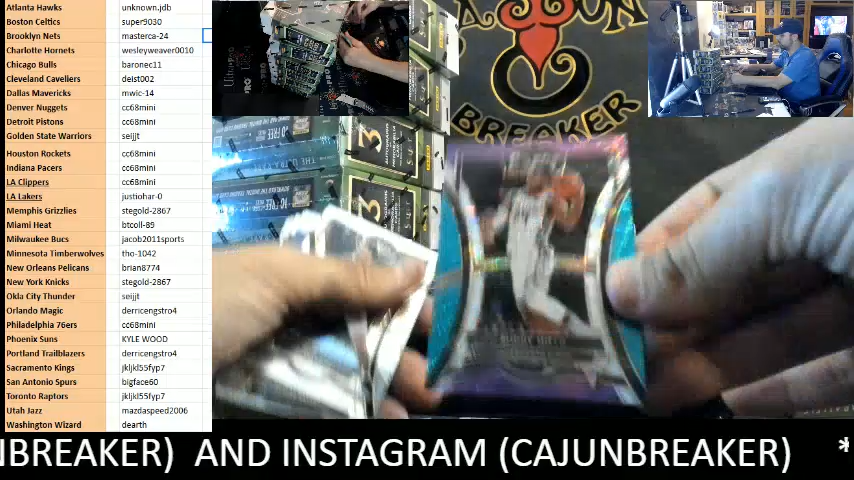 Atlanta Hawks unknown.jdb
Boston Celtics super9030
Brooklyn Nets masterca-24
Charlotte Hornets wesleyweaver0010
Chicago Bulls baronec11
Cleveland Cavaliers deist002
Dallas Mavericks mwic-14
Denver Nuggets cc68mini
Detroit Pistons cc68mini
Golden State Warriors seijjt
Houston Rockets cc68mini
Indiana Pacers cc68mini
LA Clippers cc68mini
LA Lakers justiohar-0
Memphis Grizzlies stegold-2867
Miami Heat btcoll-89
Milwaukee Bucs jacob2011sports
Minnesota Timberwolves tho-1042
New Orleans Pelicans brian8774
New York Knicks stegold-2867
Okla City Thunder seijjt
Orlando Magic derricengstro4
Philadelphia 76ers cc68mini
Phoenix Suns KYLE WOOD
Portland Trailblazers derricengstro4
Sacramento Kings jkljkl55fyp7
San Antonio Spurs bigface60
Toronto Raptors jkljkl55fyp7
Utah Jazz mazdaspeed2006
Washington Wizard dearth
BREAKER
3
3
NBREAKER) AND INSTAGRAM (CAJUNBREAKER) *